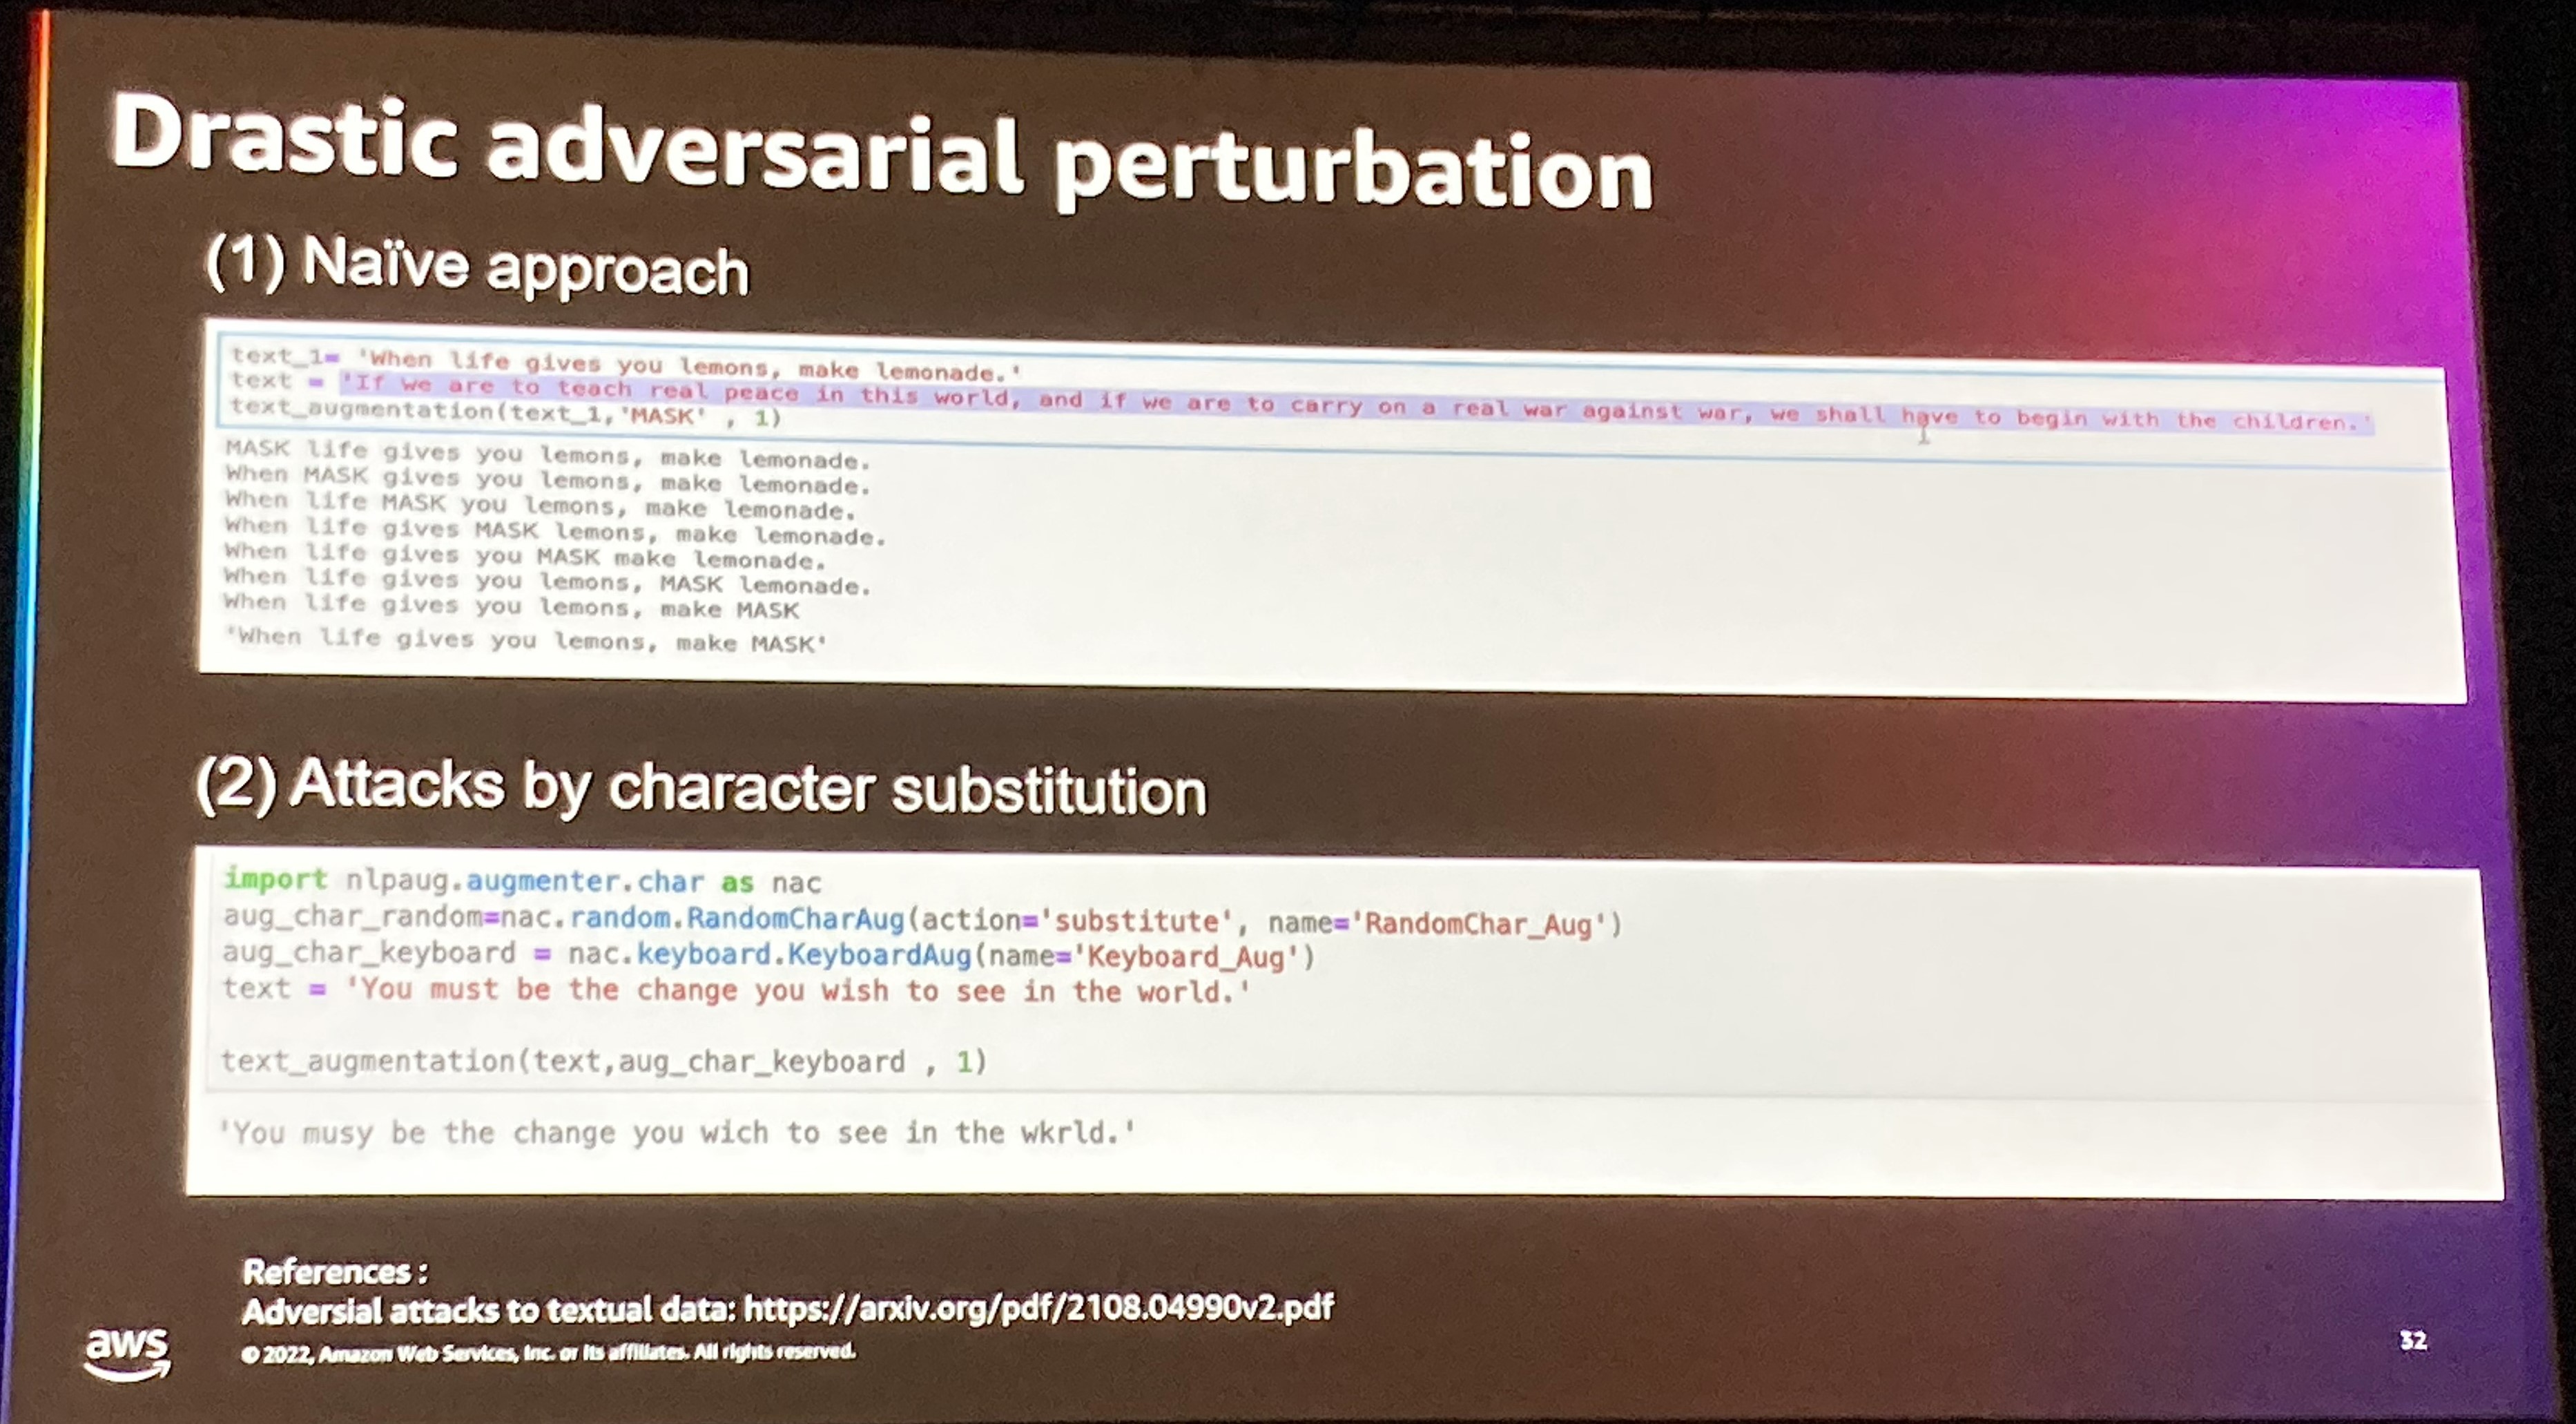 Drastic adversarial perturbation
(1) Naïve approach
text_1= 'When life gives you lemons, make lemonade.'
text = 'If we are to teach real peace in this world, and if we are to carry on a real war against war, we shall have to begin with the children.'
text_augmentation(text_1,'MASK' , 1)
MASK life gives you lemons, make lemonade.
When MASK gives you lemons, make lemonade.
When life MASK you lemons, make lemonade.
When life gives MASK lemons, make lemonade.
When life gives you MASK make lemonade.
When life gives you lemons, MASK lemonade.
When life gives you lemons, make MASK
'When life gives you lemons, make MASK'
(2) Attacks by character substitution
import nlpaug.augmenter.char as nac
aug_char_random=nac.random.RandomCharAug(action='substitute', name='RandomChar_Aug')
aug_char_keyboard = nac.keyboard.KeyboardAug(name='Keyboard_Aug')
text = 'You must be the change you wish to see in the world.'
text_augmentation(text,aug_char_keyboard , 1)
'You musy be the change you wich to see in the wkrld.'
References :
Adversial attacks to textual data: https://arxiv.org/pdf/2108.04990v2.pdf
aws
© 2022, Amazon Web Services, Inc. or its affiliates. All rights reserved.
32